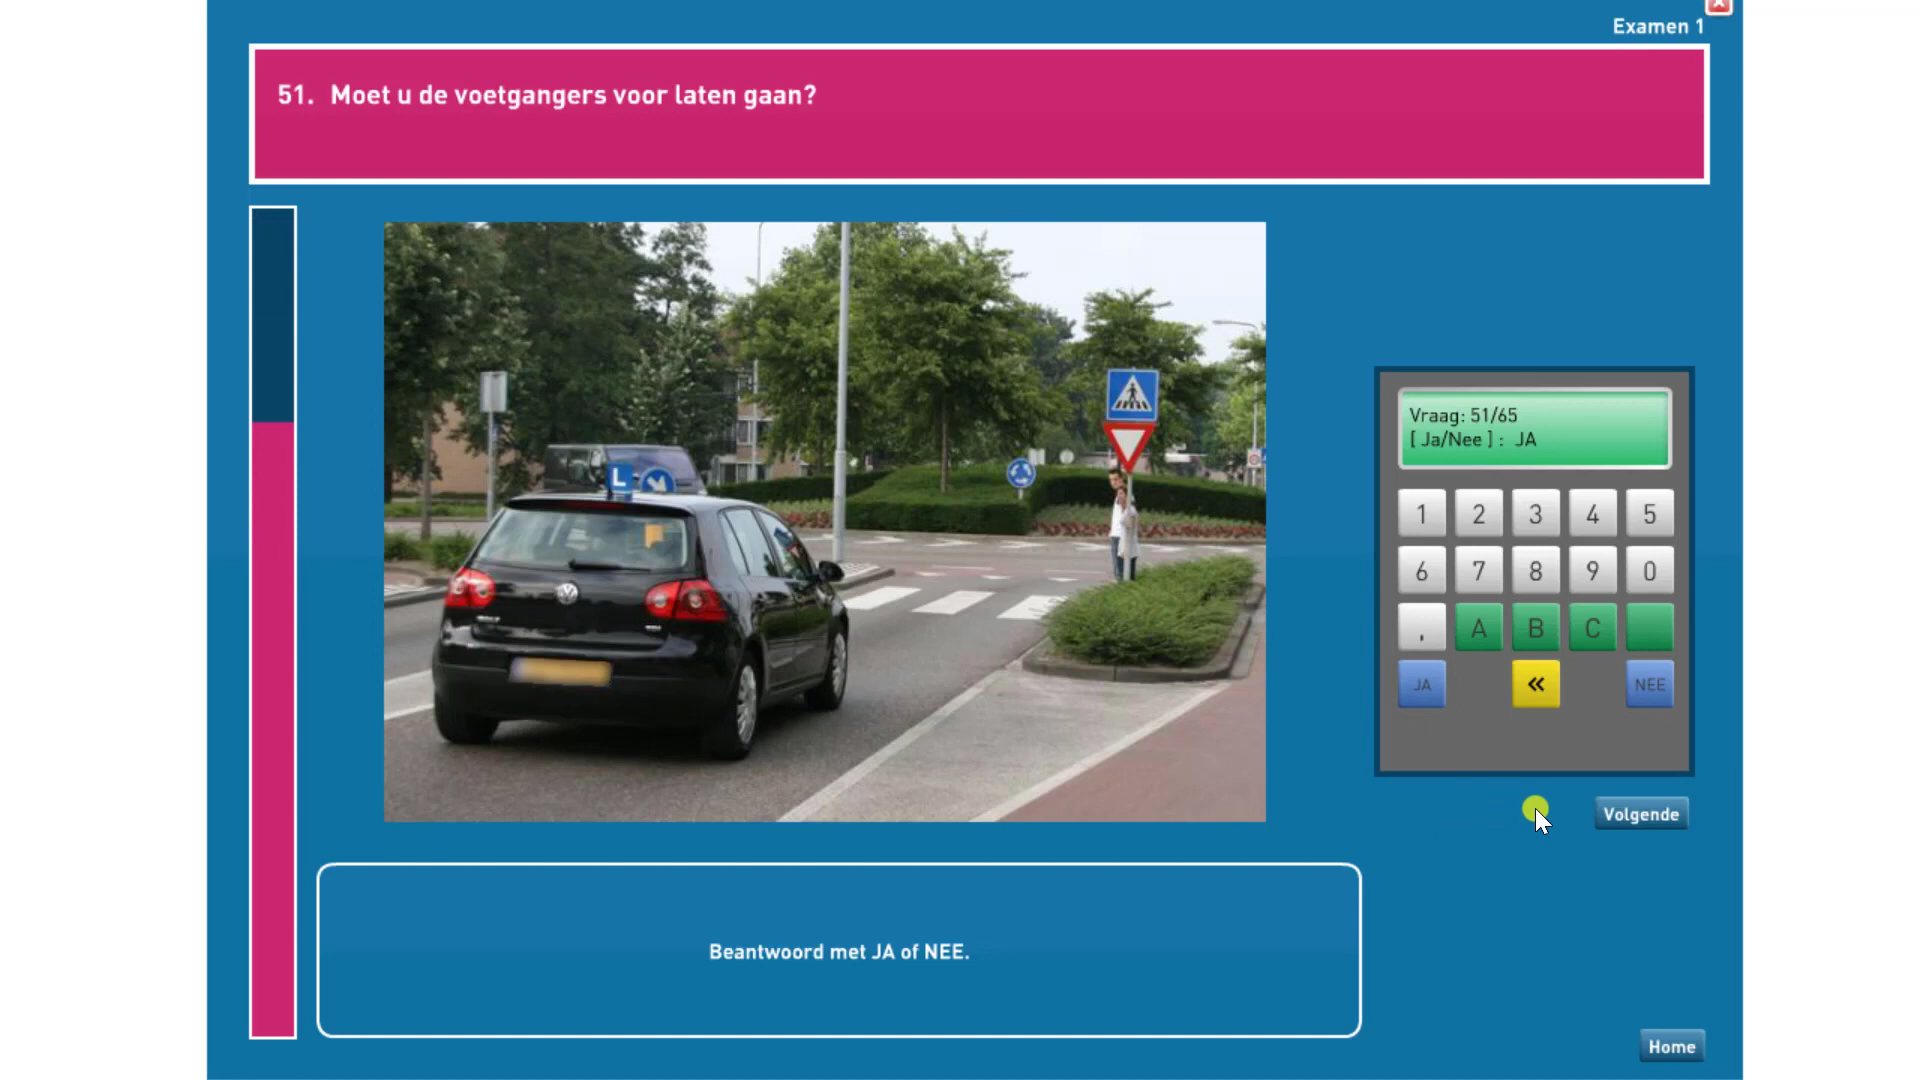 Examen 1
51. Moet u de voetgangers voor laten gaan?
L
Vraag: 51/65
[ Ja/Nee ] : JA
1 2 3 4 5
6 7 8 9 0
, A B C
JA « NEE
Volgende
Beantwoord met JA of NEE.
Home